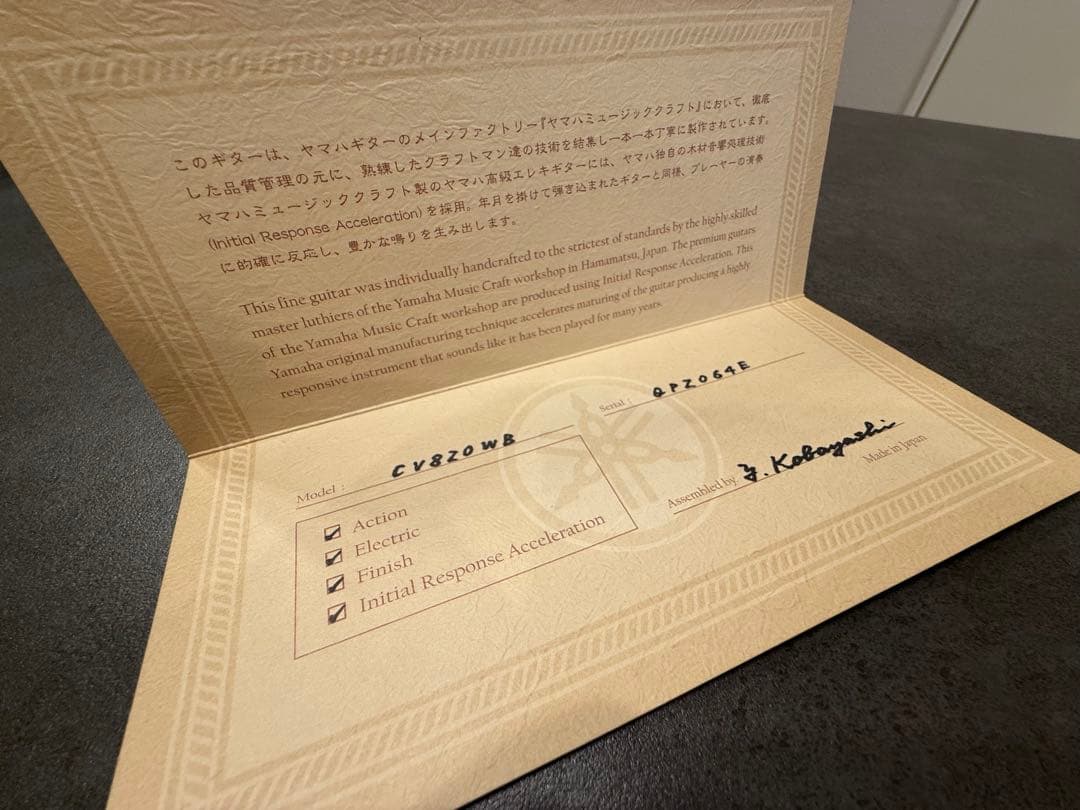 このギターは、ヤマハギターのメインファクトリー『ヤマハミュージッククラフト』において、徹底
した品質管理の元に、熟練したクラフトマン達の技術を結集し一本一本丁寧に製作されています。
ヤマハミュージッククラフト製のヤマハ高級エレキギターには、ヤマハ独自の木材音響処理技術
(Initial Response Acceleration)を採用。年月を掛けて弾き込まれたギターと同様、プレーヤーの演奏
に的確に反応し、豊かな鳴りを生み出します。
This fine guitar was individually handcrafted to the strictest of standards by the highly skilled
master luthiers of the Yamaha Music Craft workshop in Hamamatsu, Japan. The premium guitars
of the Yamaha Music Craft workshop are produced using Initial Response Acceleration. This
Yamaha original manufacturing technique accelerates maturing of the guitar producing a highly
responsive instrument that sounds like it has been played for many years.
Model : CV820WB
Serial : QPZ064E
Action
Electric
Finish
Initial Response Acceleration
Assembled by Y. Kobayashi
Made in Japan